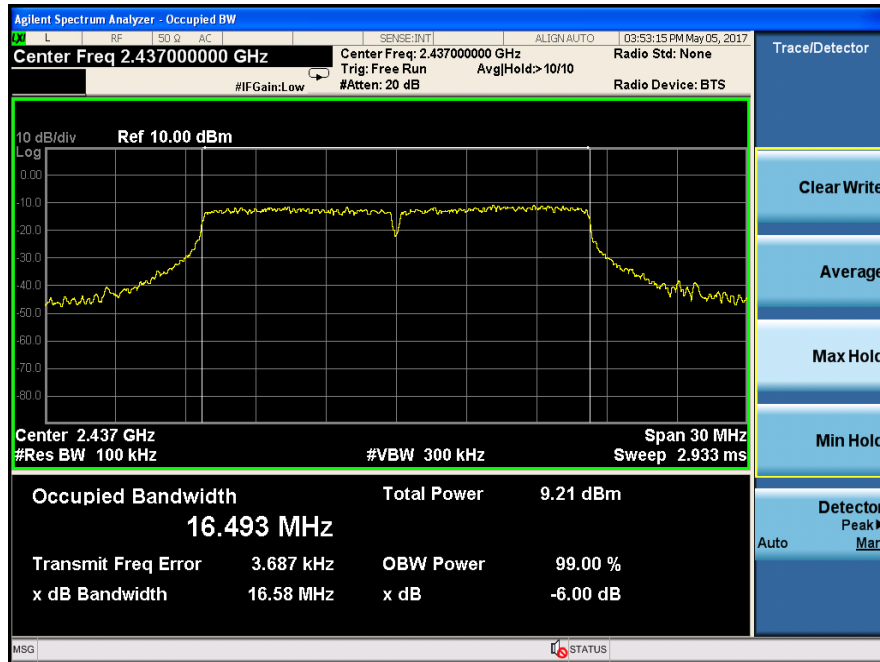 Agilent Spectrum Analyzer - Occupied BW
LXI L RF 50 Ω AC SENSE:INT ALIGN AUTO 03:53:15 PM May 05, 2017
Center Freq 2.437000000 GHz
Center Freq: 2.437000000 GHz
Radio Std: None
Trig: Free Run Avg|Hold:>10/10
#IFGain:Low
#Atten: 20 dB
Radio Device: BTS
10 dB/div Ref 10.00 dBm
Log
0.00
-10.0
-20.0
-30.0
-40.0
-50.0
-60.0
-70.0
-80.0
Center 2.437 GHz Span 30 MHz
#Res BW 100 kHz #VBW 300 kHz Sweep 2.933 ms
Occupied Bandwidth Total Power 9.21 dBm
16.493 MHz
Transmit Freq Error 3.687 kHz OBW Power 99.00 %
x dB Bandwidth 16.58 MHz x dB -6.00 dB
MSG STATUS
Trace/Detector
Clear Write
Average
Max Hold
Min Hold
Detector
Peak
Auto Man